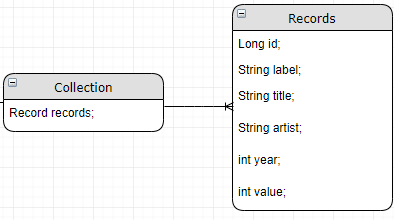 Collection
Record records;
Records
Long id;
String label;
String title;
String artist;
int year;
int value;